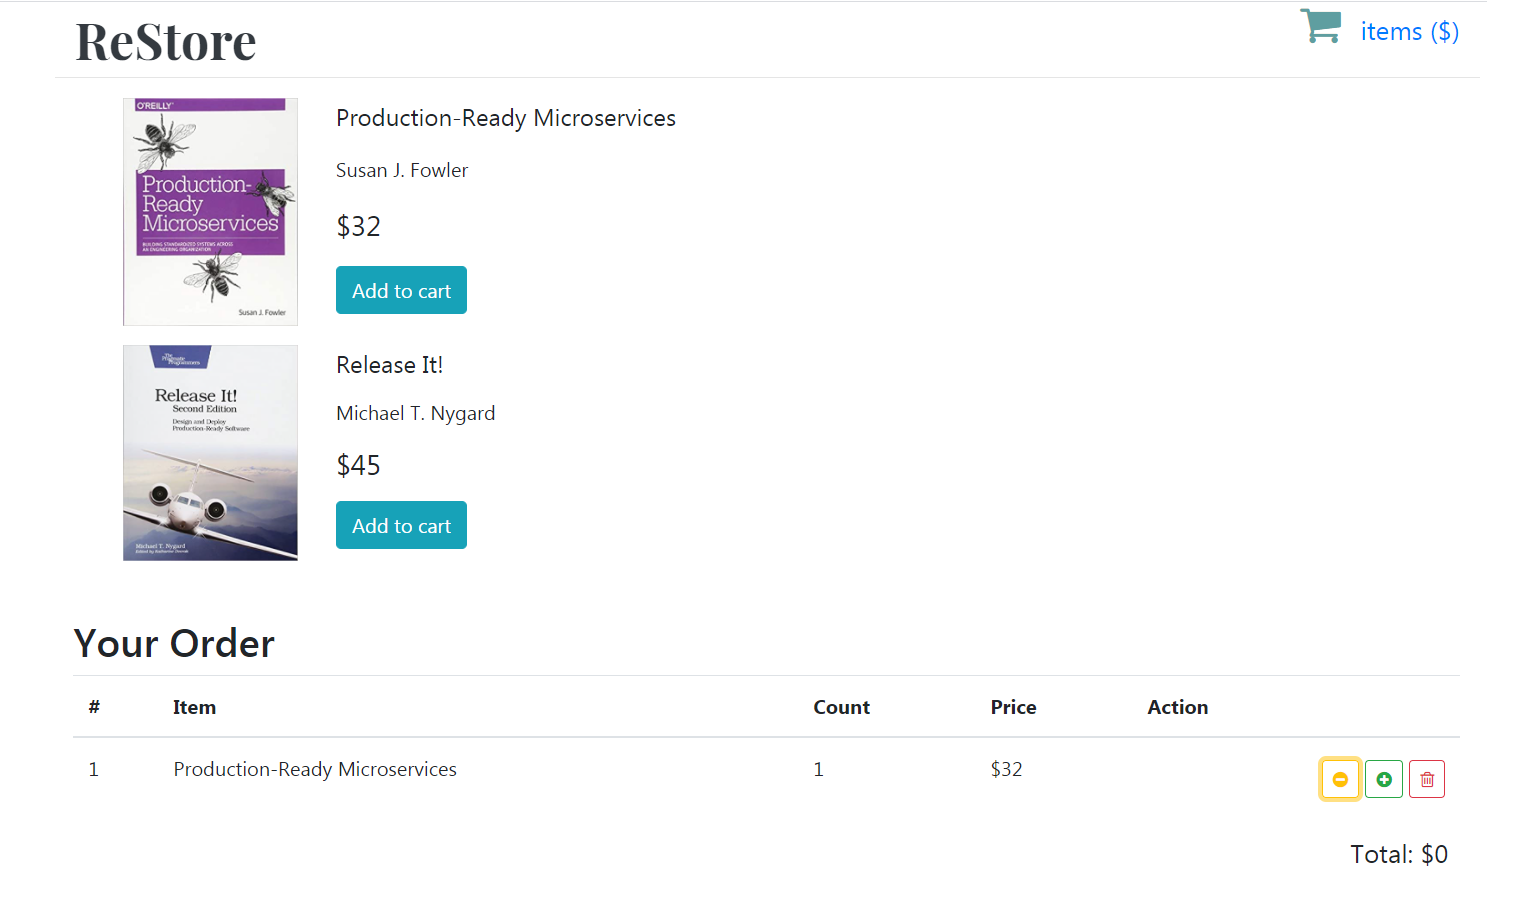 ReStore
items ($)
O'REILLY
Production-
Ready
Microservices
BUILDING STANDARDIZED SYSTEMS ACROSS
AN ENGINEERING ORGANIZATION
Susan J. Fowler
Production-Ready Microservices
Susan J. Fowler
$32
Add to cart
The
Pragmatic
Programmers
Release It!
Second Edition
Design and Deploy
Production-Ready Software
Michael T. Nygard
Release It!
Michael T. Nygard
$45
Add to cart
Your Order
# Item Count Price Action
1 Production-Ready Microservices 1 $32
Total: $0